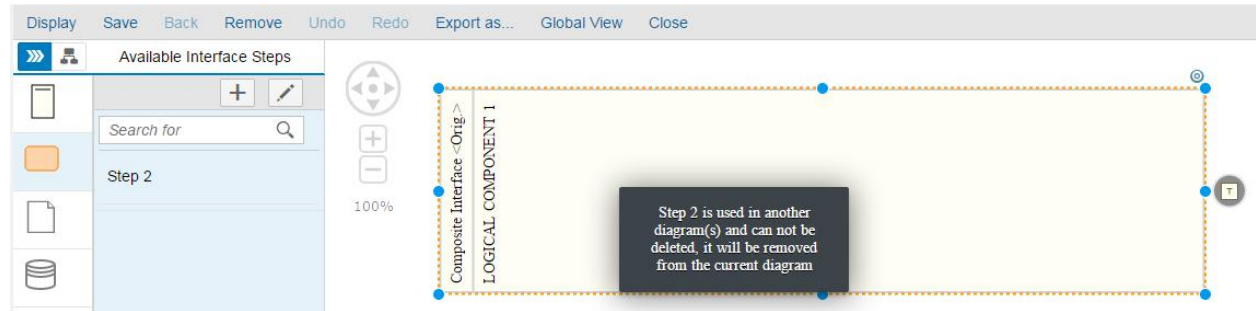 Display Save Back Remove Undo Redo Export as... Global View Close
Available Interface Steps
Search for
Step 2
100%
Composite Interface <Orig.>
LOGICAL COMPONENT 1
Step 2 is used in another
diagram(s) and can not be
deleted, it will be removed
from the current diagram
T